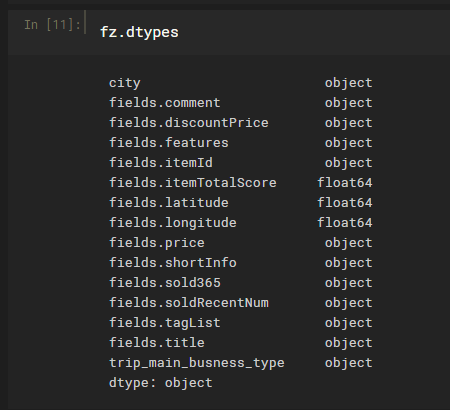 In [11]: fz.dtypes
city object
fields.comment object
fields.discountPrice object
fields.features object
fields.itemId object
fields.itemTotalScore float64
fields.latitude float64
fields.longitude float64
fields.price object
fields.shortInfo object
fields.sold365 object
fields.soldRecentNum object
fields.tagList object
fields.title object
trip_main_busness_type object
dtype: object